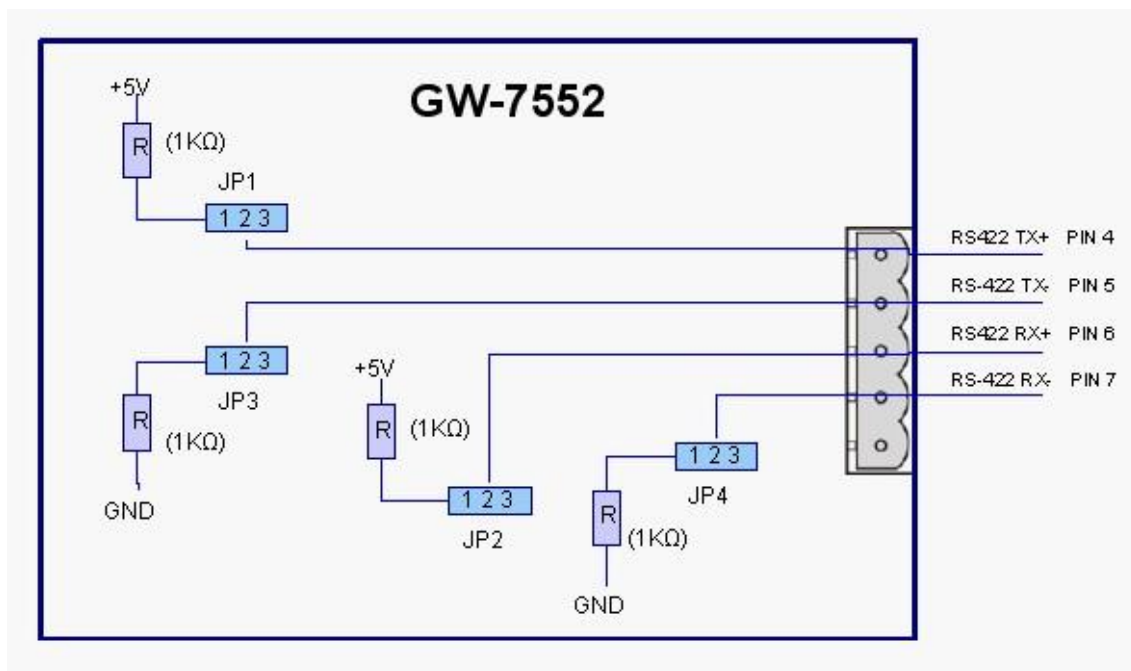 GW-7552
+5V
R (1KΩ)
JP1
1 2 3
RS422 TX+ PIN 4
RS-422 TX- PIN 5
RS422 RX+ PIN 6
RS-422 RX- PIN 7
1 2 3
JP3
R (1KΩ)
GND
+5V
R (1KΩ)
1 2 3
JP2
1 2 3
JP4
R (1KΩ)
GND